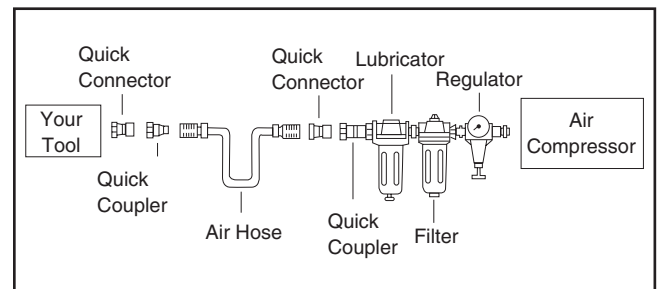 Quick
Connector
Quick
Connector
Lubricator
Regulator
Your
Tool
Air
Compressor
Quick
Coupler
Air Hose
Quick
Coupler
Filter